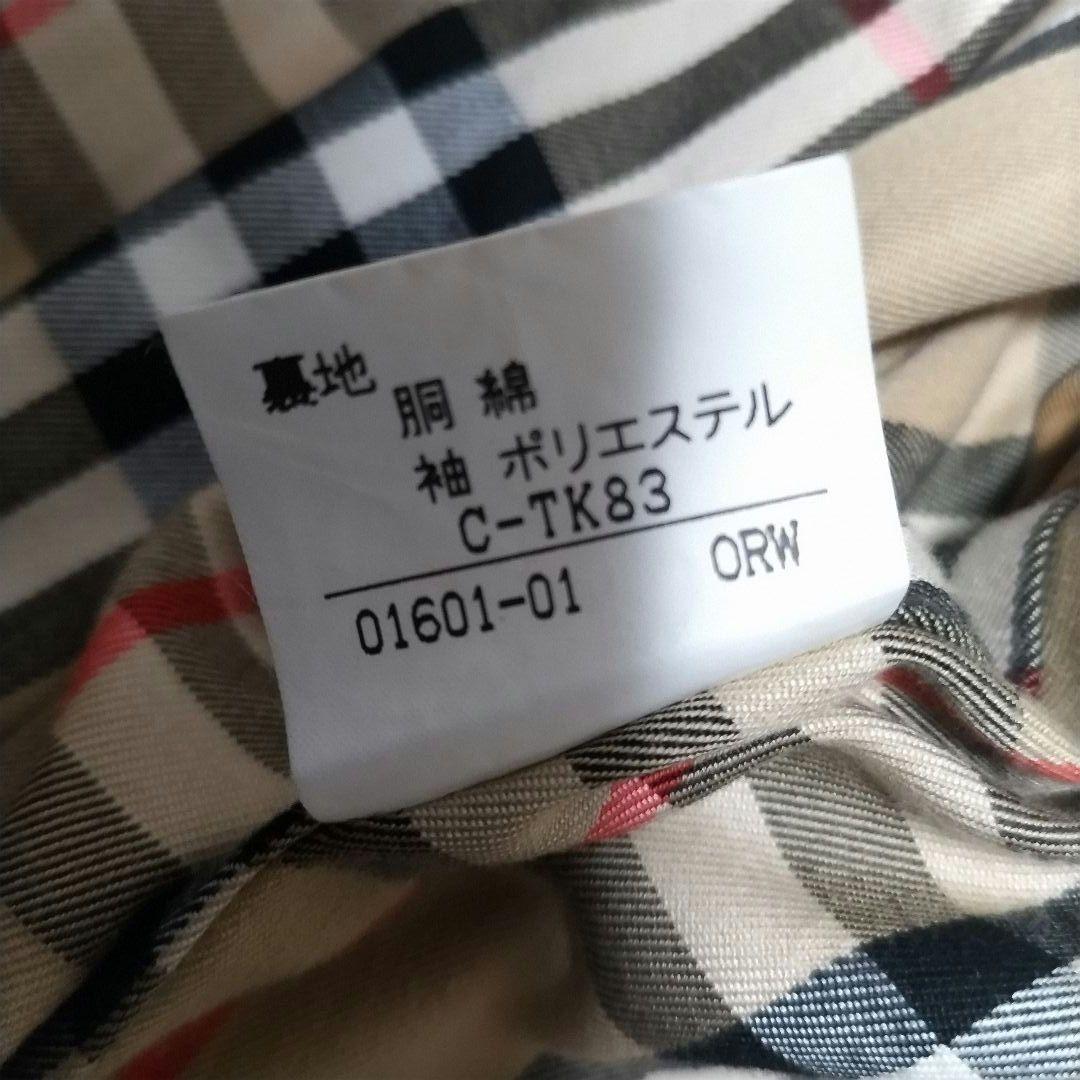 裏地
胴 綿
袖 ポリエステル
C-TK83
01601-01 ORW